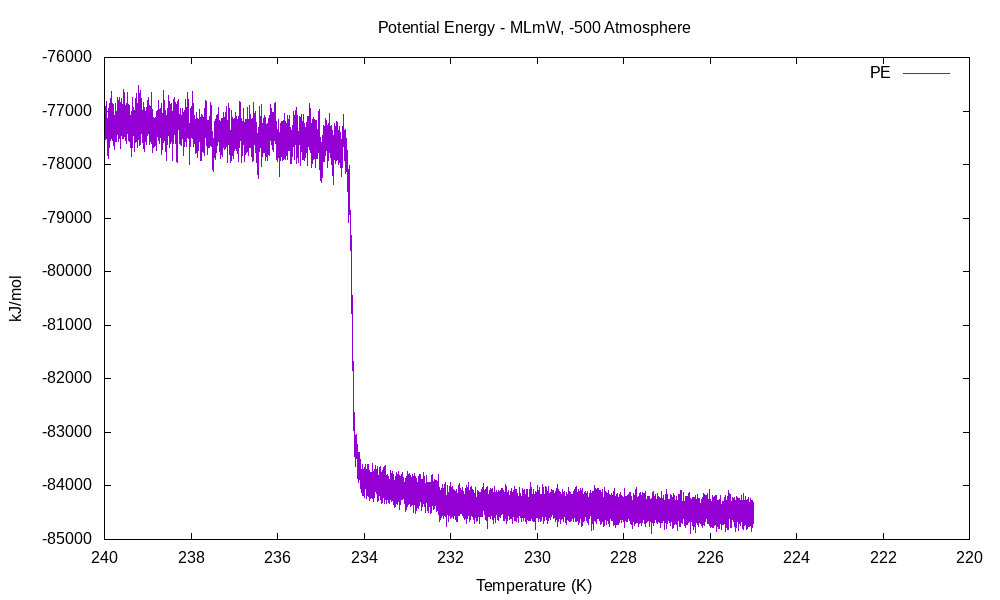 Potential Energy - MLmW, -500 Atmosphere
PE
-76000
-77000
-78000
-79000
-80000
-81000
-82000
-83000
-84000
-85000
kJ/mol
240 238 236 234 232 230 228 226 224 222 220
Temperature (K)